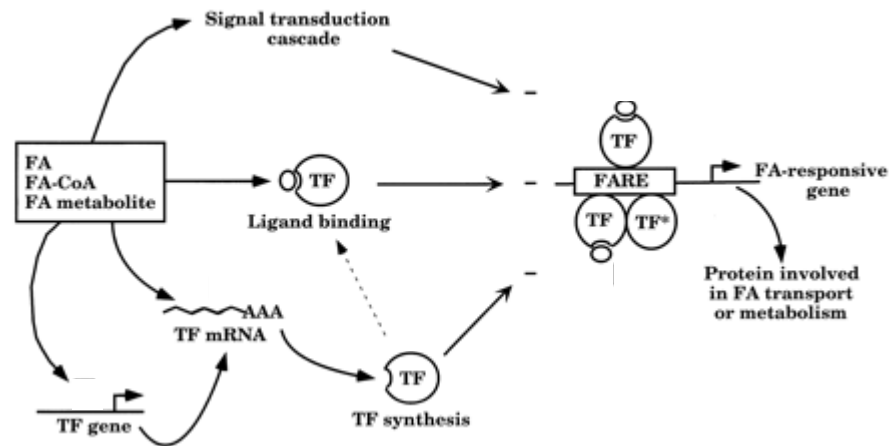 Signal transduction
cascade
FA
FA-CoA
FA metabolite
TF
Ligand binding
AAA
TF mRNA
TF gene
TF
TF synthesis
–
–
–
TF
FARE
TF
TF*
FA-responsive
gene
Protein involved
in FA transport
or metabolism